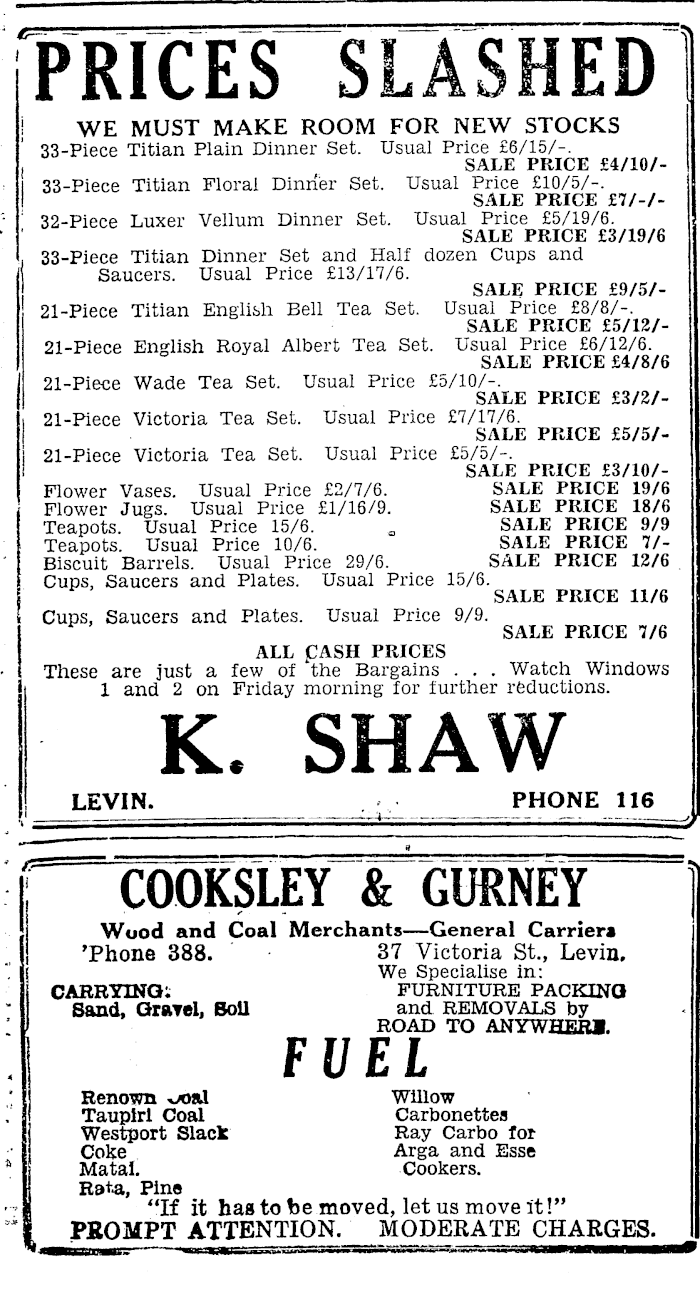 PRICES SLASHED
WE MUST MAKE ROOM FOR NEW STOCKS
33-Piece Titian Plain Dinner Set. Usual Price £6/15/-.
SALE PRICE £4/10/-
33-Piece Titian Floral Dinner Set. Usual Price £10/5/-.
SALE PRICE £7/-/-
32-Piece Luxer Vellum Dinner Set. Usual Price £5/19/6.
SALE PRICE £3/19/6
33-Piece Titian Dinner Set and Half dozen Cups and
Saucers. Usual Price £13/17/6.
SALE PRICE £9/5/-
21-Piece Titian English Bell Tea Set. Usual Price £8/8/-.
SALE PRICE £5/12/-
21-Piece English Royal Albert Tea Set. Usual Price £6/12/6.
SALE PRICE £4/8/6
21-Piece Wade Tea Set. Usual Price £5/10/-.
SALE PRICE £3/2/-
21-Piece Victoria Tea Set. Usual Price £7/17/6.
SALE PRICE £5/5/-
21-Piece Victoria Tea Set. Usual Price £5/5/-.
SALE PRICE £3/10/-
Flower Vases. Usual Price £2/7/6. SALE PRICE 19/6
Flower Jugs. Usual Price £1/16/9. SALE PRICE 18/6
Teapots. Usual Price 15/6. SALE PRICE 9/9
Teapots. Usual Price 10/6. SALE PRICE 7/-
Biscuit Barrels. Usual Price 29/6. SALE PRICE 12/6
Cups, Saucers and Plates. Usual Price 15/6.
SALE PRICE 11/6
Cups, Saucers and Plates. Usual Price 9/9.
SALE PRICE 7/6
ALL CASH PRICES
These are just a few of the Bargains . . . Watch Windows
1 and 2 on Friday morning for further reductions.
K. SHAW
LEVIN. PHONE 116
COOKSLEY & GURNEY
Wood and Coal Merchants—General Carriers
'Phone 388. 37 Victoria St., Levin.
We Specialise in:
CARRYING: FURNITURE PACKING
Sand, Gravel, Soil and REMOVALS by
ROAD TO ANYWHERE.
FUEL
Renown Coal Willow
Taupiri Coal Carbonettes
Westport Slack Ray Carbo for
Coke Arga and Esse
Matai. Cookers.
Rata, Pine
"If it has to be moved, let us move it!"
PROMPT ATTENTION. MODERATE CHARGES.